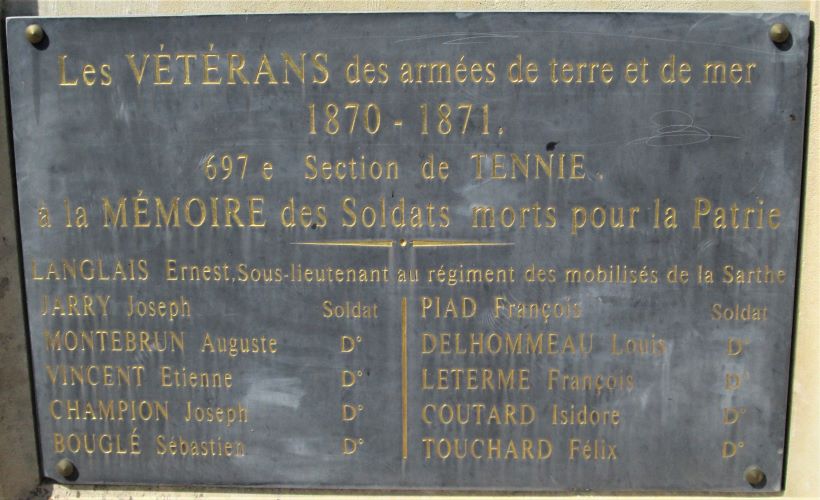 Les VÉTÉRANS des armées de terre et de mer
1870 - 1871.
697e Section de TENNIE.
à la MÉMOIRE des Soldats morts pour la Patrie
LANGLAIS Ernest, Sous-lieutenant au régiment des mobilisés de la Sarthe
JARRY Joseph Soldat
MONTEBRUN Auguste D°
VINCENT Etienne D°
CHAMPION Joseph D°
BOUGLÉ Sébastien D°
PIAD François Soldat
DELHOMMEAU Louis D°
LETERME François D°
COUTARD Isidore D°
TOUCHARD Félix D°